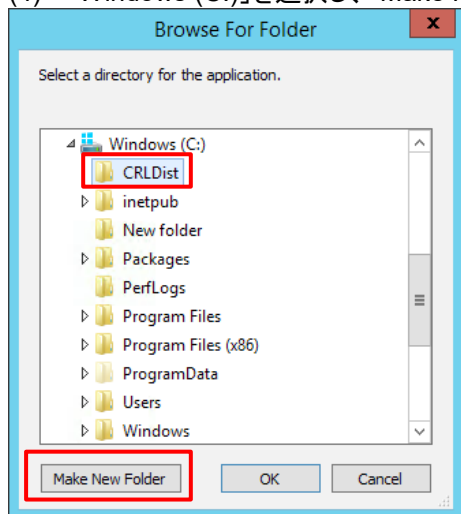 Browse For Folder
x
Select a directory for the application.
Windows (C:)
CRLDist
inetpub
New folder
Packages
PerfLogs
Program Files
Program Files (x86)
ProgramData
Users
Windows
Make New Folder OK Cancel